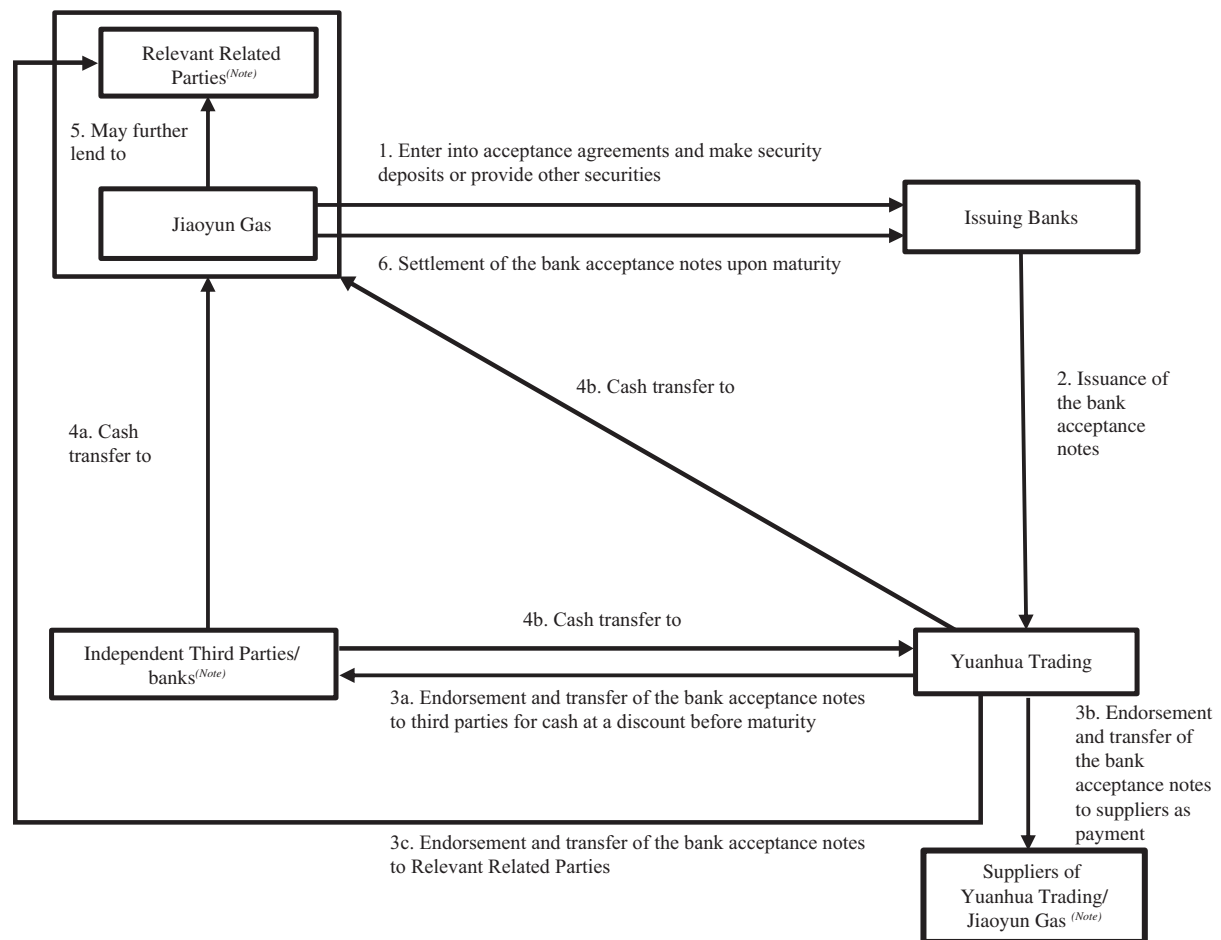 Relevant Related
Parties(Note)
5. May further
lend to
Jiaoyun Gas
1. Enter into acceptance agreements and make security
deposits or provide other securities
Issuing Banks
6. Settlement of the bank acceptance notes upon maturity
4b. Cash transfer to
2. Issuance of
the bank
acceptance
notes
4a. Cash
transfer to
4b. Cash transfer to
Independent Third Parties/
banks(Note)
Yuanhua Trading
3a. Endorsement and transfer of the bank acceptance notes
to third parties for cash at a discount before maturity
3b. Endorsement
and transfer of
the bank
acceptance notes
to suppliers as
payment
3c. Endorsement and transfer of the bank acceptance notes
to Relevant Related Parties
Suppliers of
Yuanhua Trading/
Jiaoyun Gas (Note)